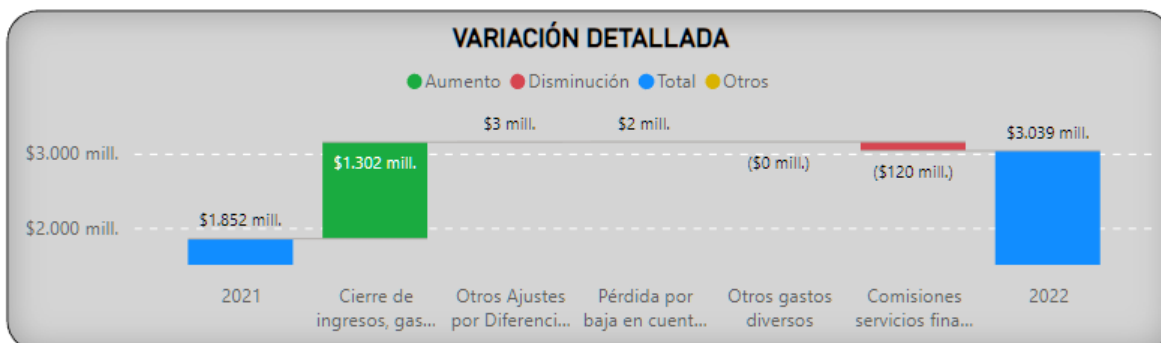 VARIACIÓN DETALLADA
Aumento Disminución Total Otros
$3.000 mill.
$2.000 mill.
$1.852 mill.
$1.302 mill.
$3 mill.
$2 mill.
($0 mill.)
($120 mill.)
$3.039 mill.
2021
Cierre de
ingresos, gas...
Otros Ajustes
por Diferenci...
Pérdida por
baja en cuent...
Otros gastos
diversos
Comisiones
servicios fina...
2022